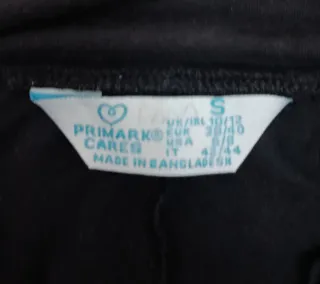 S
PRIMARK® UK/IRL 10/12
CARES EUR 38/40
USA 6/8
IT 42/44
MADE IN BANGLADESH